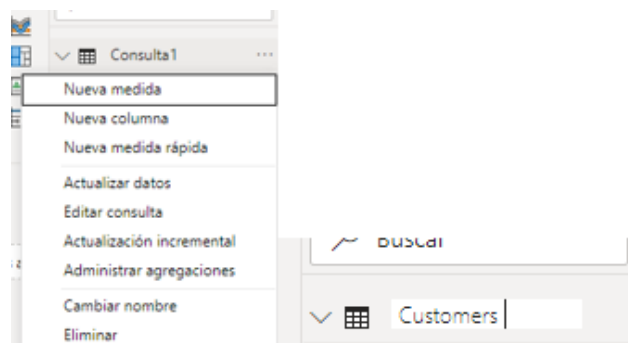 Consulta1
Nueva medida
Nueva columna
Nueva medida rápida
Actualizar datos
Editar consulta
Actualización incremental
Administrar agregaciones
Cambiar nombre
Eliminar
Buscar
Customers